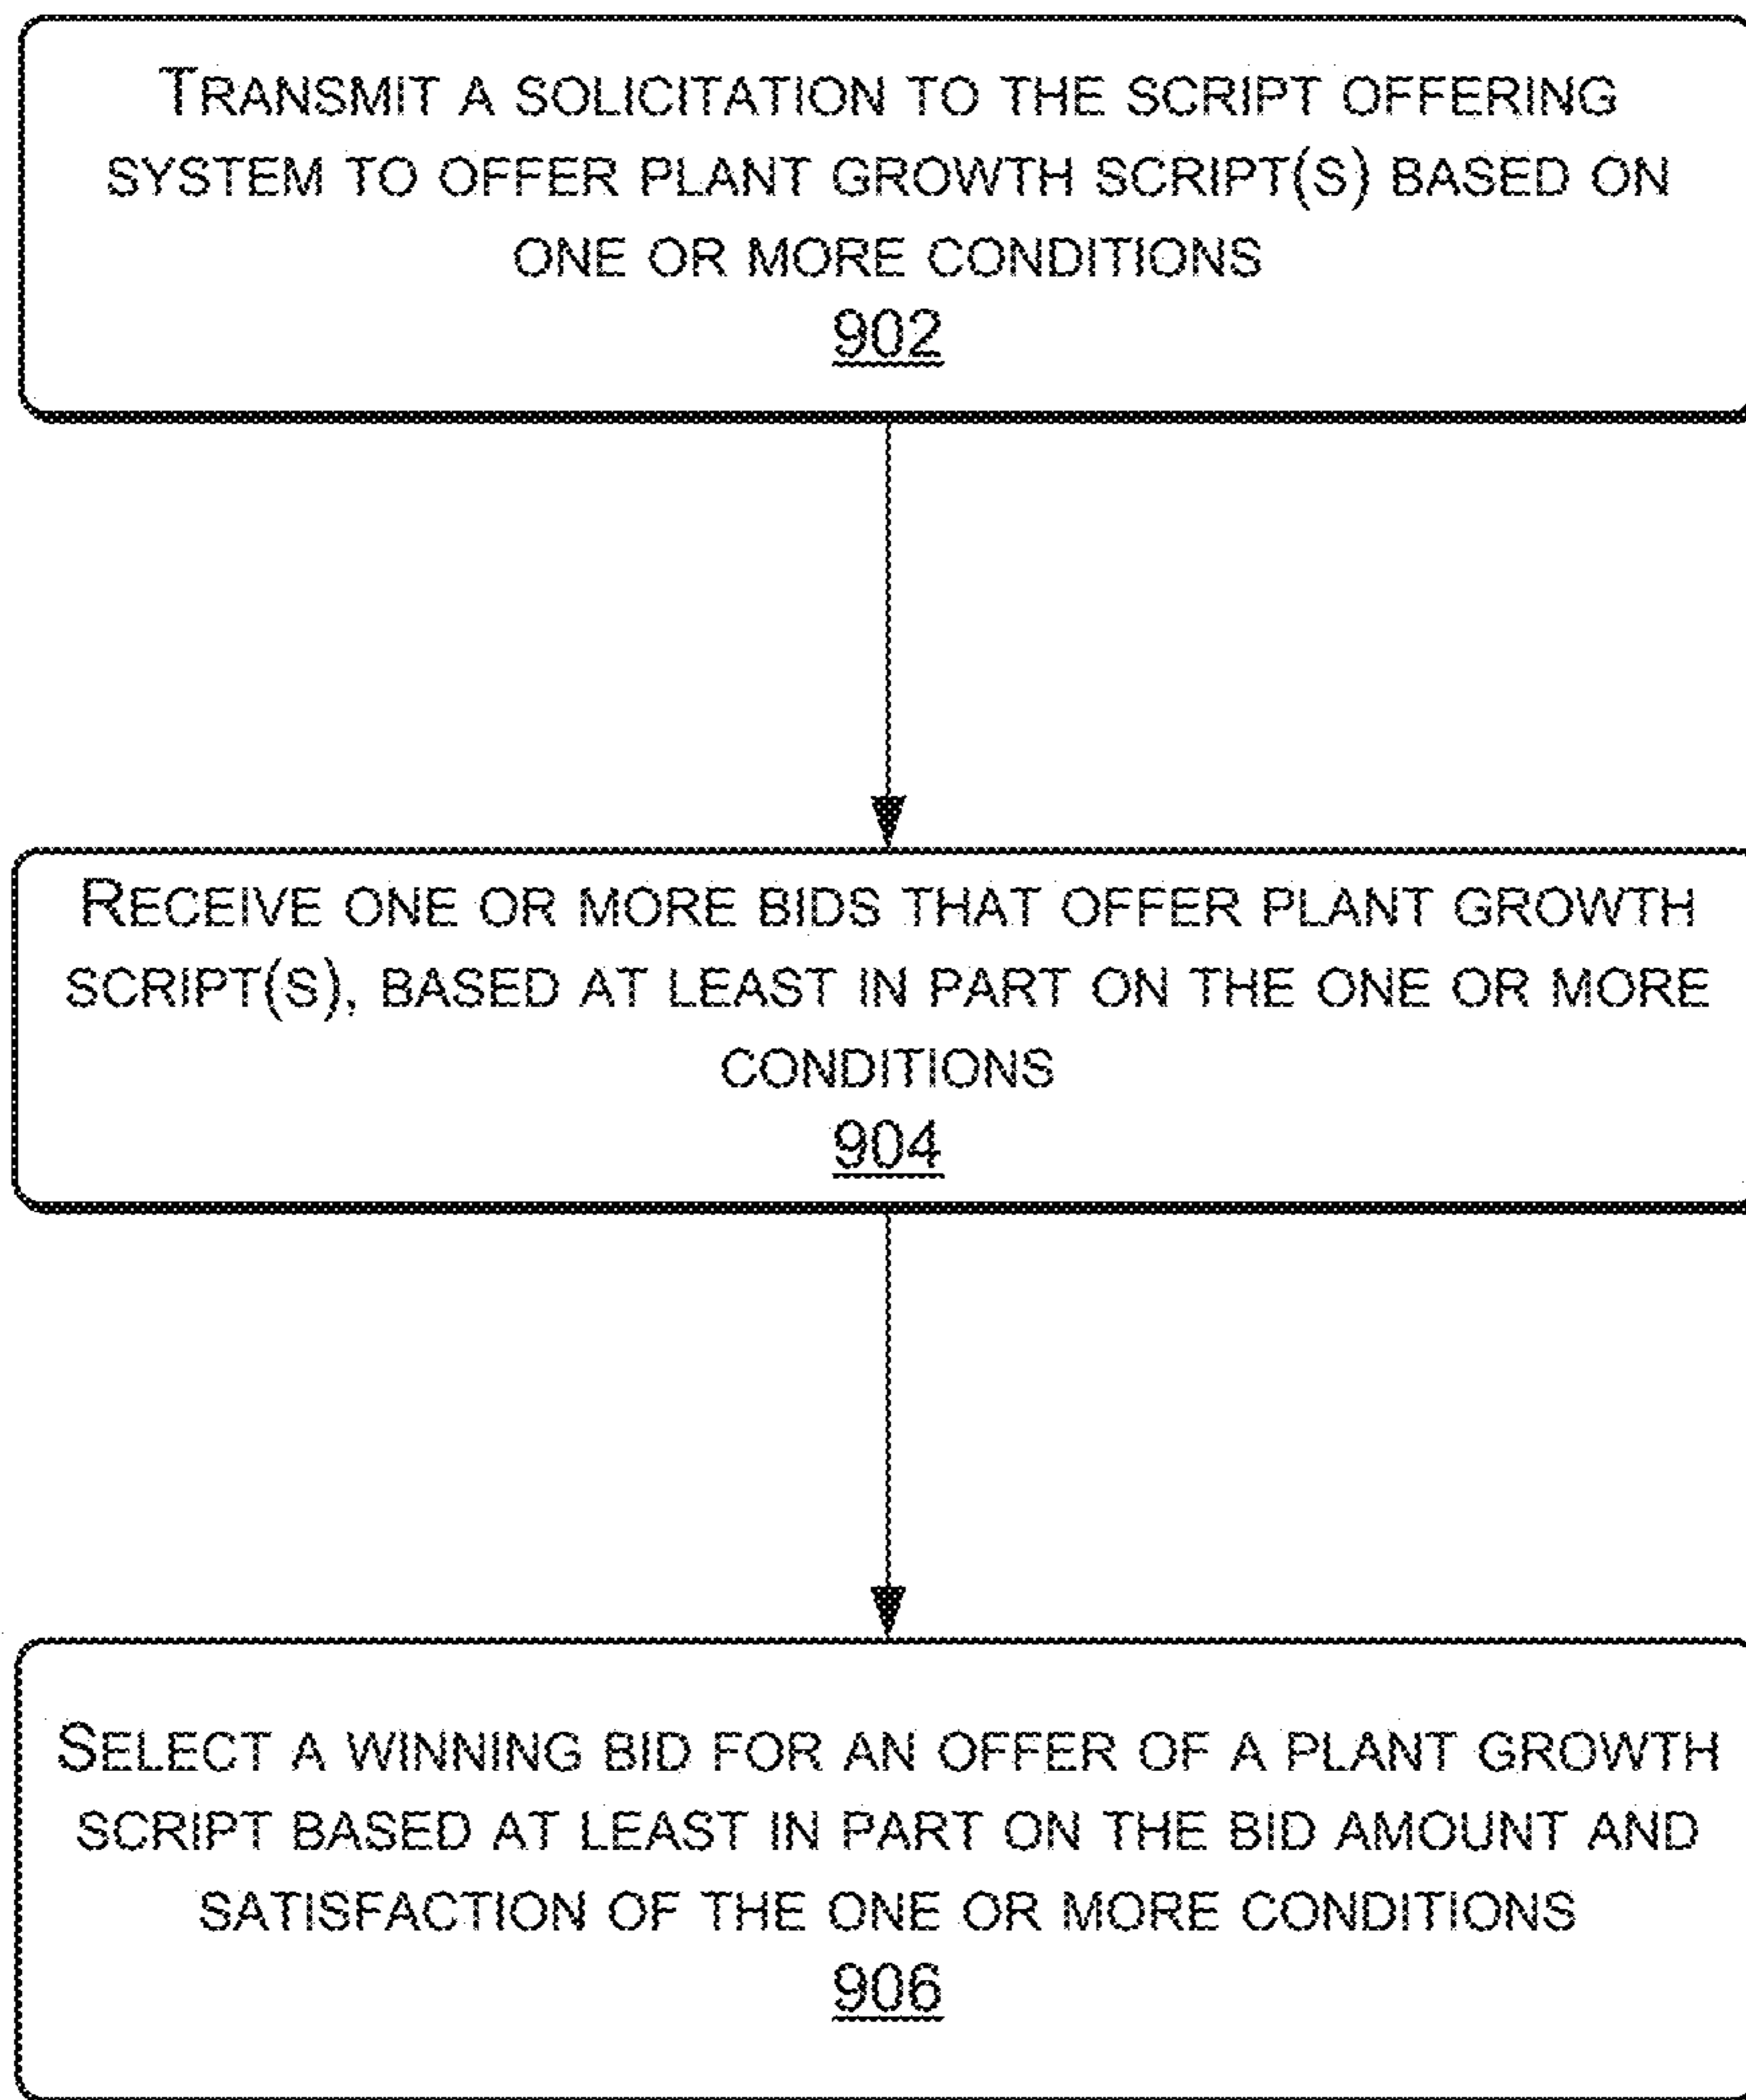 TRANSMIT A SOLICITATION TO THE SCRIPT OFFERING
SYSTEM TO OFFER PLANT GROWTH SCRIPT(S) BASED ON
ONE OR MORE CONDITIONS
902
RECEIVE ONE OR MORE BIDS THAT OFFER PLANT GROWTH
SCRIPT(S), BASED AT LEAST IN PART ON THE ONE OR MORE
CONDITIONS
904
SELECT A WINNING BID FOR AN OFFER OF A PLANT GROWTH
SCRIPT BASED AT LEAST IN PART ON THE BID AMOUNT AND
SATISFACTION OF THE ONE OR MORE CONDITIONS
906